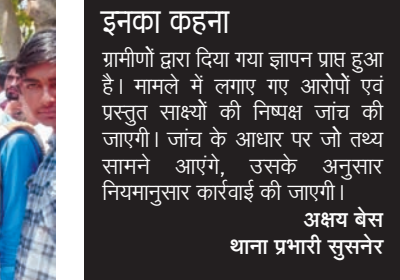 इनका कहना
ग्रामीणों द्वारा दिया गया ज्ञापन प्राप्त हुआ
है। मामले में लगाए गए आरोपों एवं
प्रस्तुत साक्ष्यों की निष्पक्ष जांच की
जाएगी। जांच के आधार पर जो तथ्य
सामने आएंगे, उसके अनुसार
नियमानुसार कार्रवाई की जाएगी।
अक्षय बेस
थाना प्रभारी सुसनेर